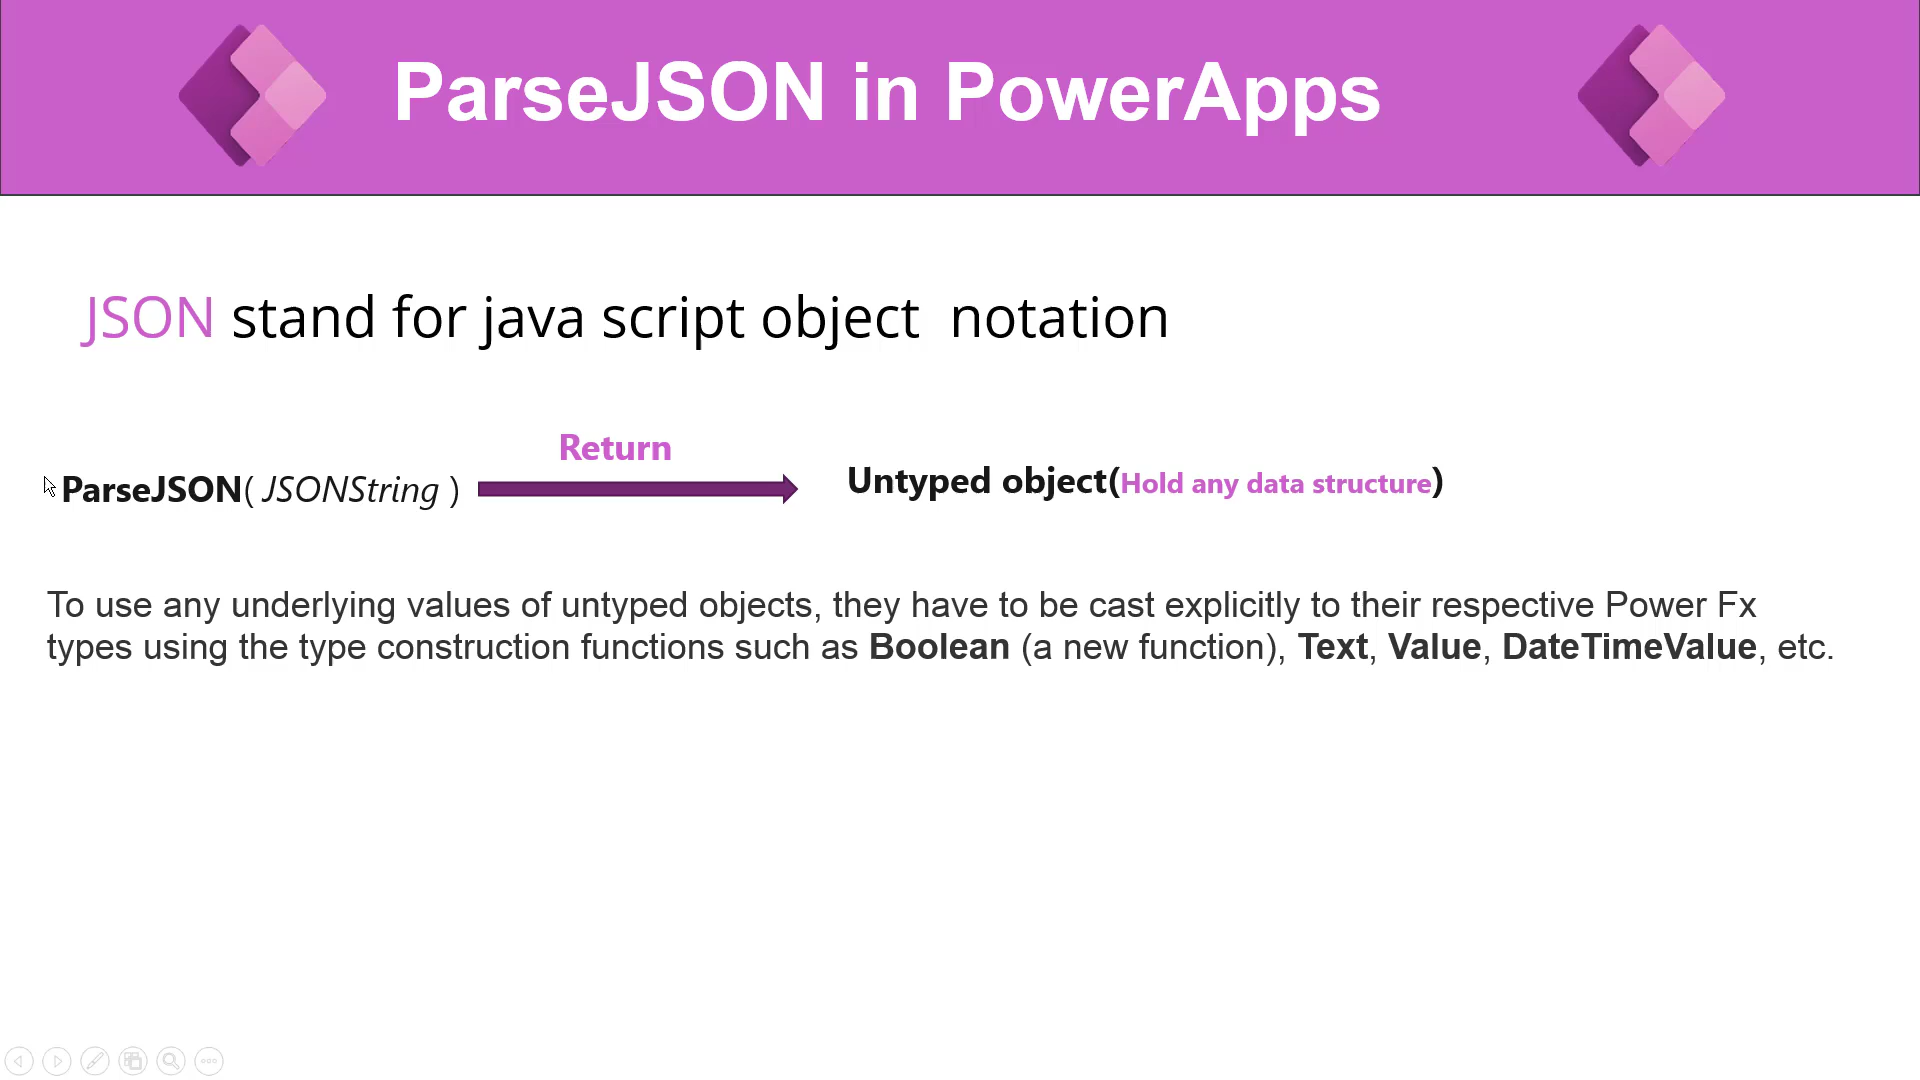 ParseJSON in PowerApps
JSON stand for java script object  notation
Return
ParseJSON( JSONString )
Untyped object(Hold any data structure)
To use any underlying values of untyped objects, they have to be cast explicitly to their respective Power Fx
types using the type construction functions such as Boolean (a new function), Text, Value, DateTimeValue, etc.